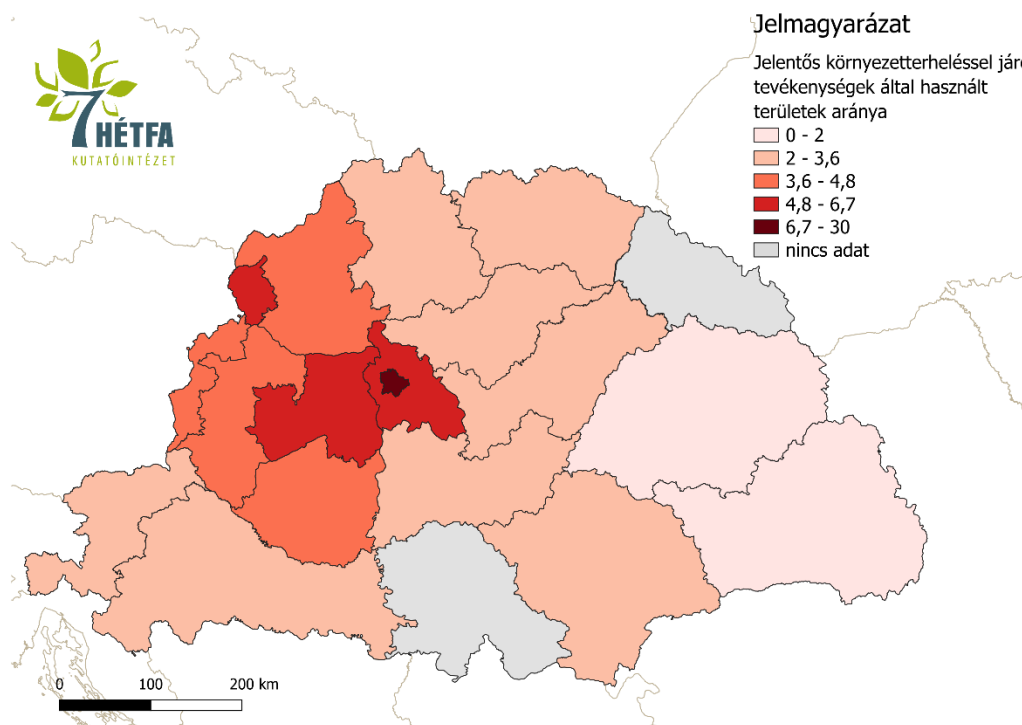 Jelmagyarázat
Jelentős környezetterheléssel járó
tevékenységek által használt
területek aránya
0 - 2
2 - 3,6
3,6 - 4,8
4,8 - 6,7
6,7 - 30
nincs adat
7 HÉTFA
KUTATÓINTÉZET
0 100 200 km